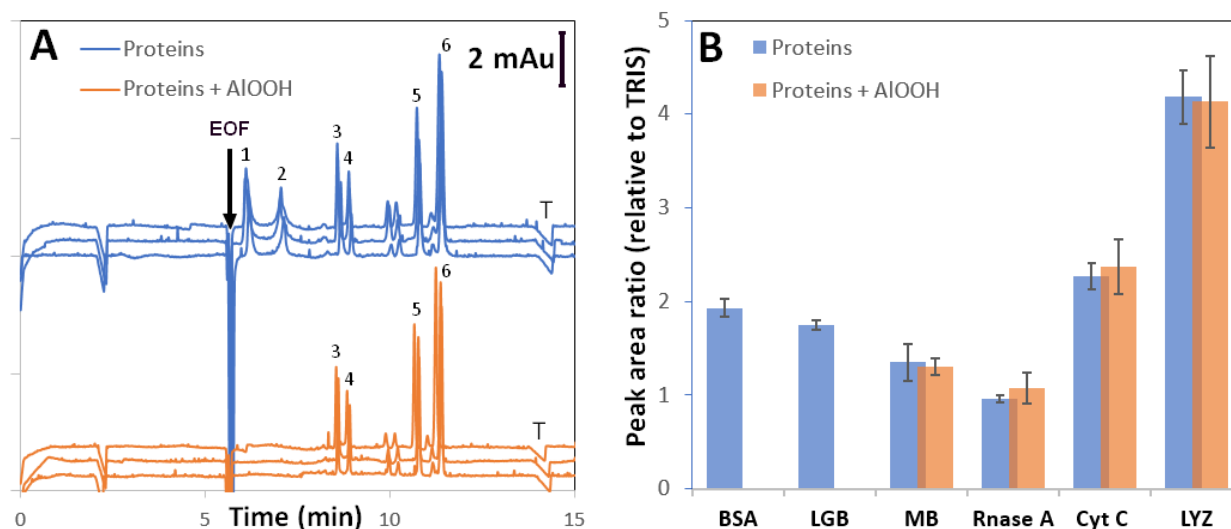 A
Proteins
Proteins + AlOOH
2 mAu
EOF
1
2
3
4
5
6
T
3
4
5
6
T
0
5
10
15
Time (min)
B
Proteins
Proteins + AlOOH
Peak area ratio (relative to TRIS)
5
4
3
2
1
0
BSA
LGB
MB
Rnase A
Cyt C
LYZ